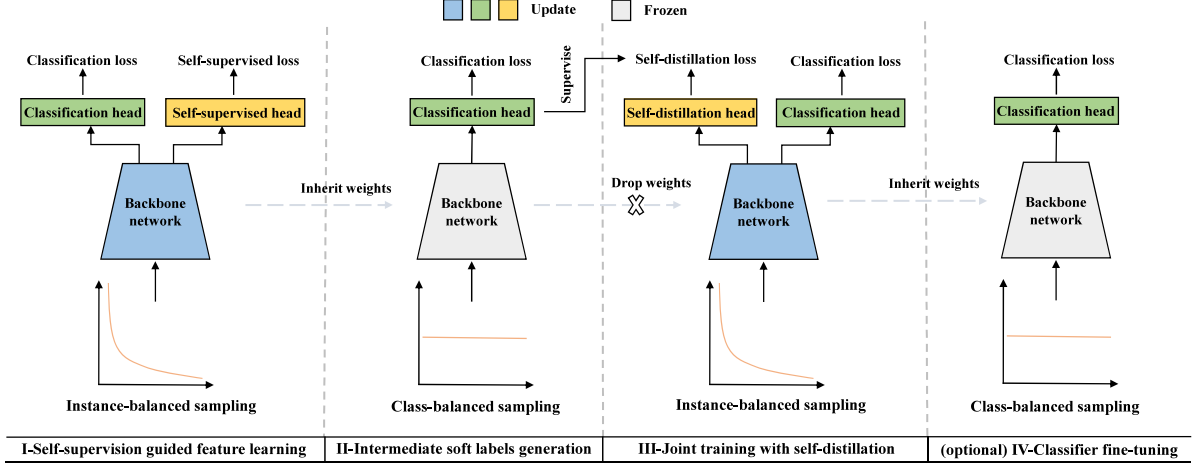 Update
Frozen
Classification loss
Self-supervised loss
Classification head
Self-supervised head
Backbone
network
Instance-balanced sampling
I-Self-supervision guided feature learning
Inherit weights
Classification loss
Classification head
Supervise
Backbone
network
Class-balanced sampling
II-Intermediate soft labels generation
Drop weights
Self-distillation loss
Classification loss
Self-distillation head
Classification head
Backbone
network
Instance-balanced sampling
III-Joint training with self-distillation
Inherit weights
Classification loss
Classification head
Backbone
network
Class-balanced sampling
(optional) IV-Classifier fine-tuning